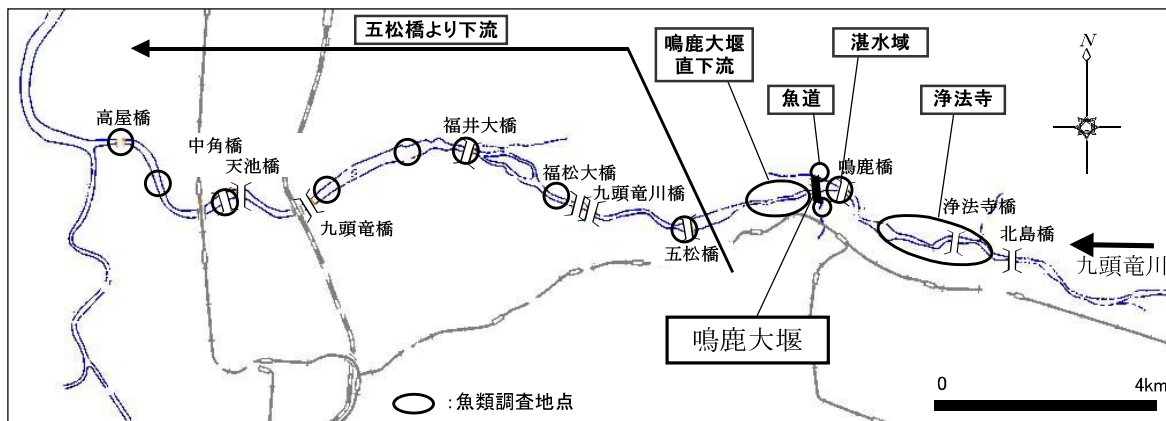 五松橋より下流
鳴鹿大堰
直下流
湛水域
魚道
浄法寺
N
高屋橋
中角橋
天池橋
九頭竜橋
福井大橋
福松大橋
九頭竜川橋
五松橋
鳴鹿橋
浄法寺橋
北島橋
九頭竜川
鳴鹿大堰
：魚類調査地点
0
4km